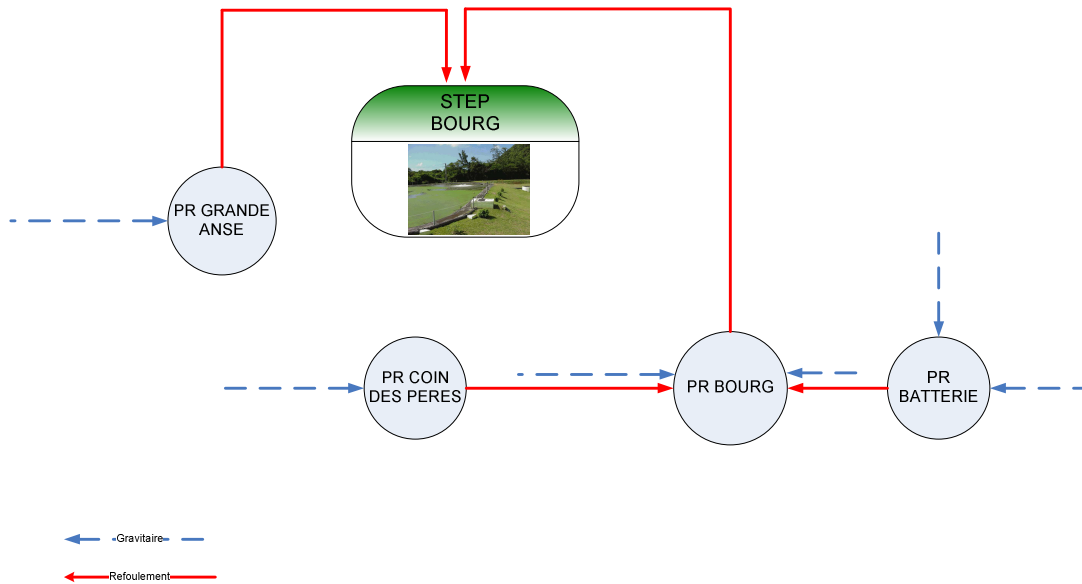 STEP
BOURG
PR GRANDE
ANSE
PR COIN
DES PERES
PR BOURG
PR
BATTERIE
Gravitaire
Refoulement